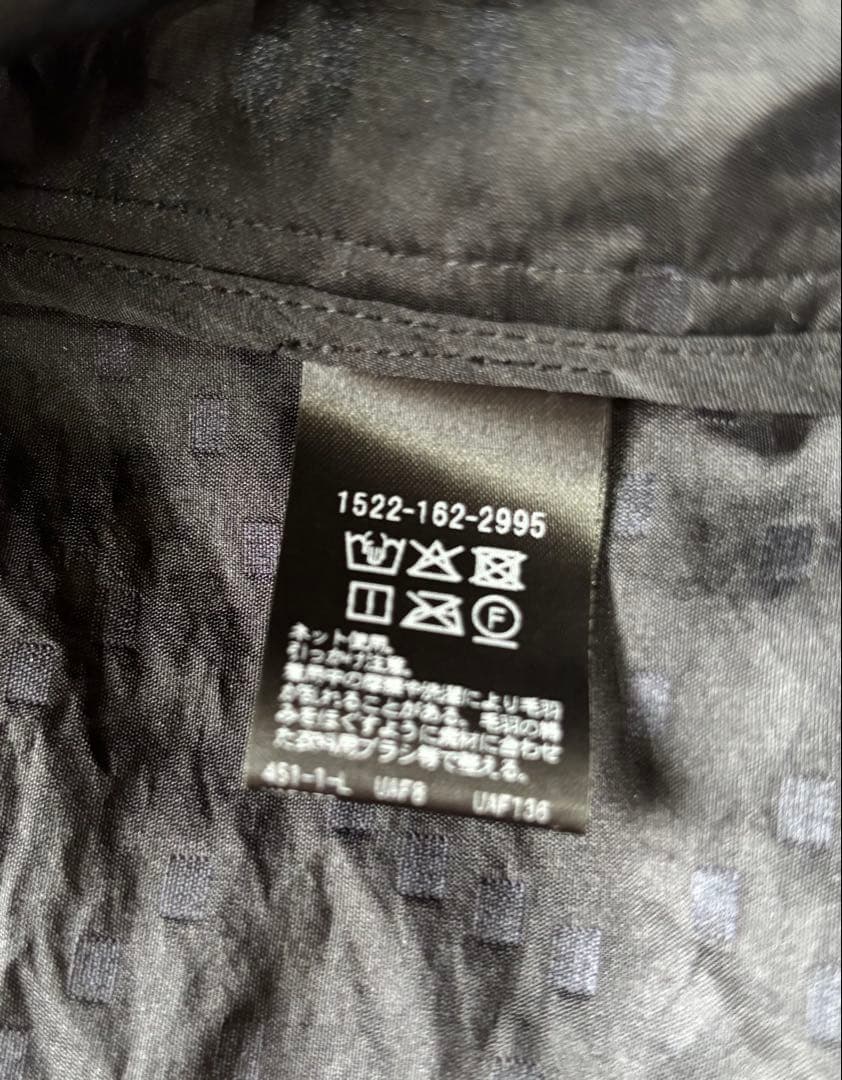 1522-162-2995
F
ネット使用。
引っかけ注意。
着用中の摩擦や洗濯により毛羽
が乱れることがある。毛羽の絡
みをほぐすように素材に合わせ
た衣料用ブラシ等で整える。
451-1-L UAF8 UAF136